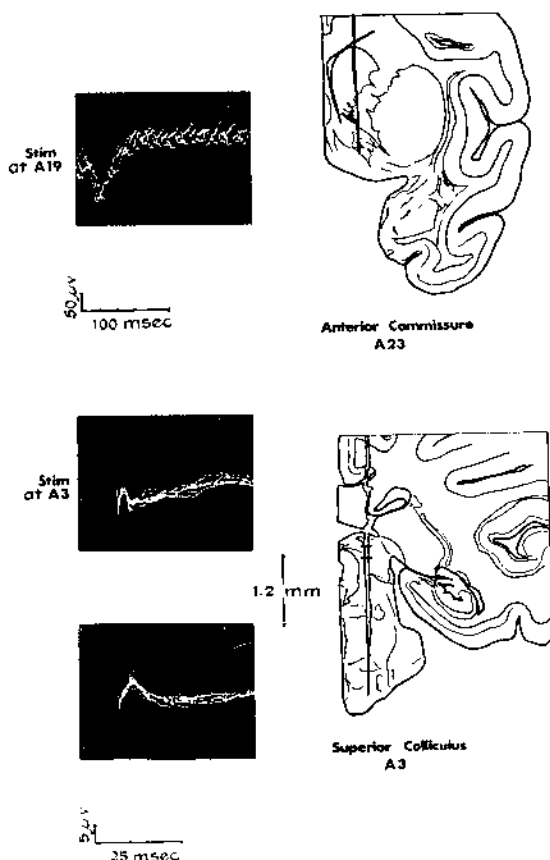 Stim
at A19
50 μv
100 msec
Anterior Commissure
A23
Stim
at A3
1.2 mm
Superior Colliculus
A3
5 μv
25 msec